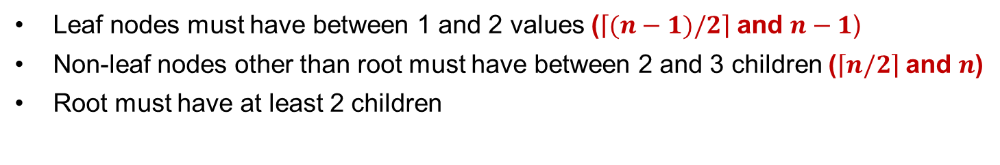 • Leaf nodes must have between 1 and 2 values (⌈(n − 1)/2⌉ and n − 1)
• Non-leaf nodes other than root must have between 2 and 3 children (⌈n/2⌉ and n)
• Root must have at least 2 children